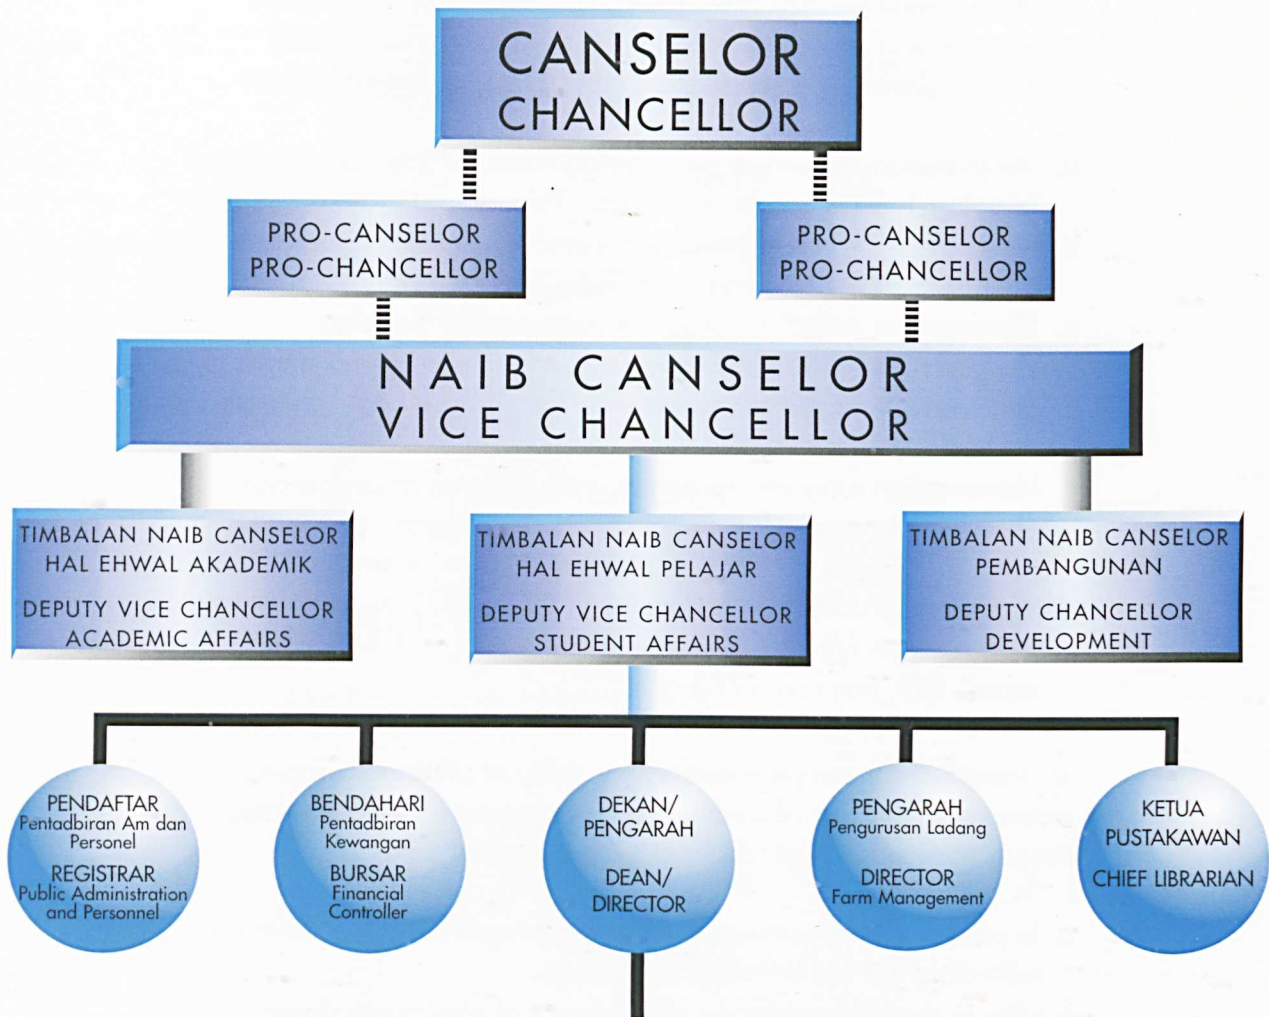 CANSELOR
CHANCELLOR
PRO-CANSELOR
PRO-CHANCELLOR
PRO-CANSELOR
PRO-CHANCELLOR
NAIB CANSELOR
VICE CHANCELLOR
TIMBALAN NAIB CANSELOR
HAL EHWAL AKADEMIK
DEPUTY VICE CHANCELLOR
ACADEMIC AFFAIRS
TIMBALAN NAIB CANSELOR
HAL EHWAL PELAJAR
DEPUTY VICE CHANCELLOR
STUDENT AFFAIRS
TIMBALAN NAIB CANSELOR
PEMBANGUNAN
DEPUTY CHANCELLOR
DEVELOPMENT
PENDAFTAR
Pentadbiran Am dan
Personel
REGISTRAR
Public Administration
and Personnel
BENDAHARI
Pentadbiran
Kewangan
BURSAR
Financial
Controller
DEKAN/
PENGARAH
DEAN/
DIRECTOR
PENGARAH
Pengurusan Ladang
DIRECTOR
Farm Management
KETUA
PUSTAKAWAN
CHIEF LIBRARIAN